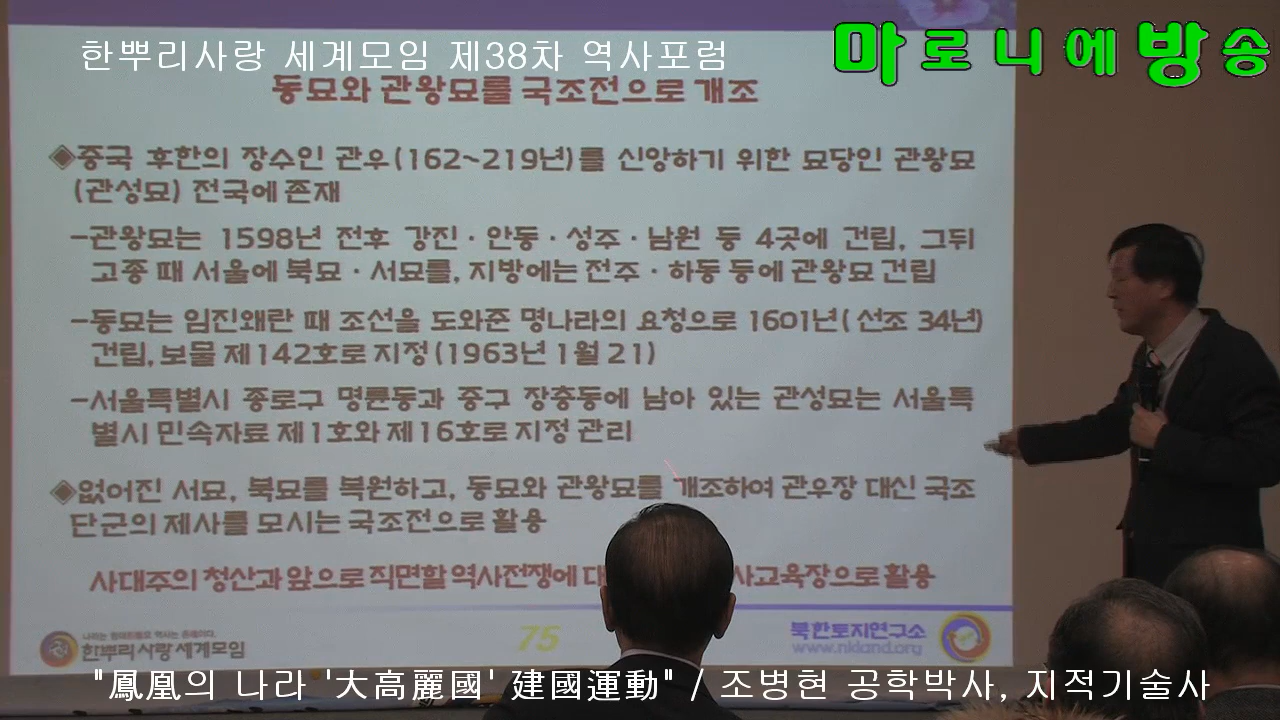 한뿌리사랑 세계모임 제38차 역사포럼
마로니에방송
동묘와 관왕묘를 국조전으로 개조
◈중국 후한의 장수인 관우(162~219년)를 신앙하기 위한 묘당인 관왕묘
(관성묘) 전국에 존재
-관왕묘는 1598년 전후 강진·안동·성주·남원 등 4곳에 건립, 그뒤
고종 때 서울에 북묘·서묘를, 지방에는 전주·하동 등에 관왕묘 건립
-동묘는 임진왜란 때 조선을 도와준 명나라의 요청으로 1601년(선조 34년)
건립, 보물 제142호로 지정(1963년 1월 21)
-서울특별시 종로구 명륜동과 중구 장충동에 남아 있는 관성묘는 서울특
별시 민속자료 제1호와 제16호로 지정 관리
◈없어진 서묘, 북묘를 복원하고, 동묘와 관왕묘를 개조하여 관우장 대신 국조
단군의 제사를 모시는 국조전으로 활용
사대주의 청산과 앞으로 직면할 역사전쟁에 대 사교육장으로 활용
한뿌리사랑세계모임
75
북한토지연구소
www.nkland.org
"鳳凰의 나라 '大高麗國' 建國運動" / 조병현 공학박사, 지적기술사